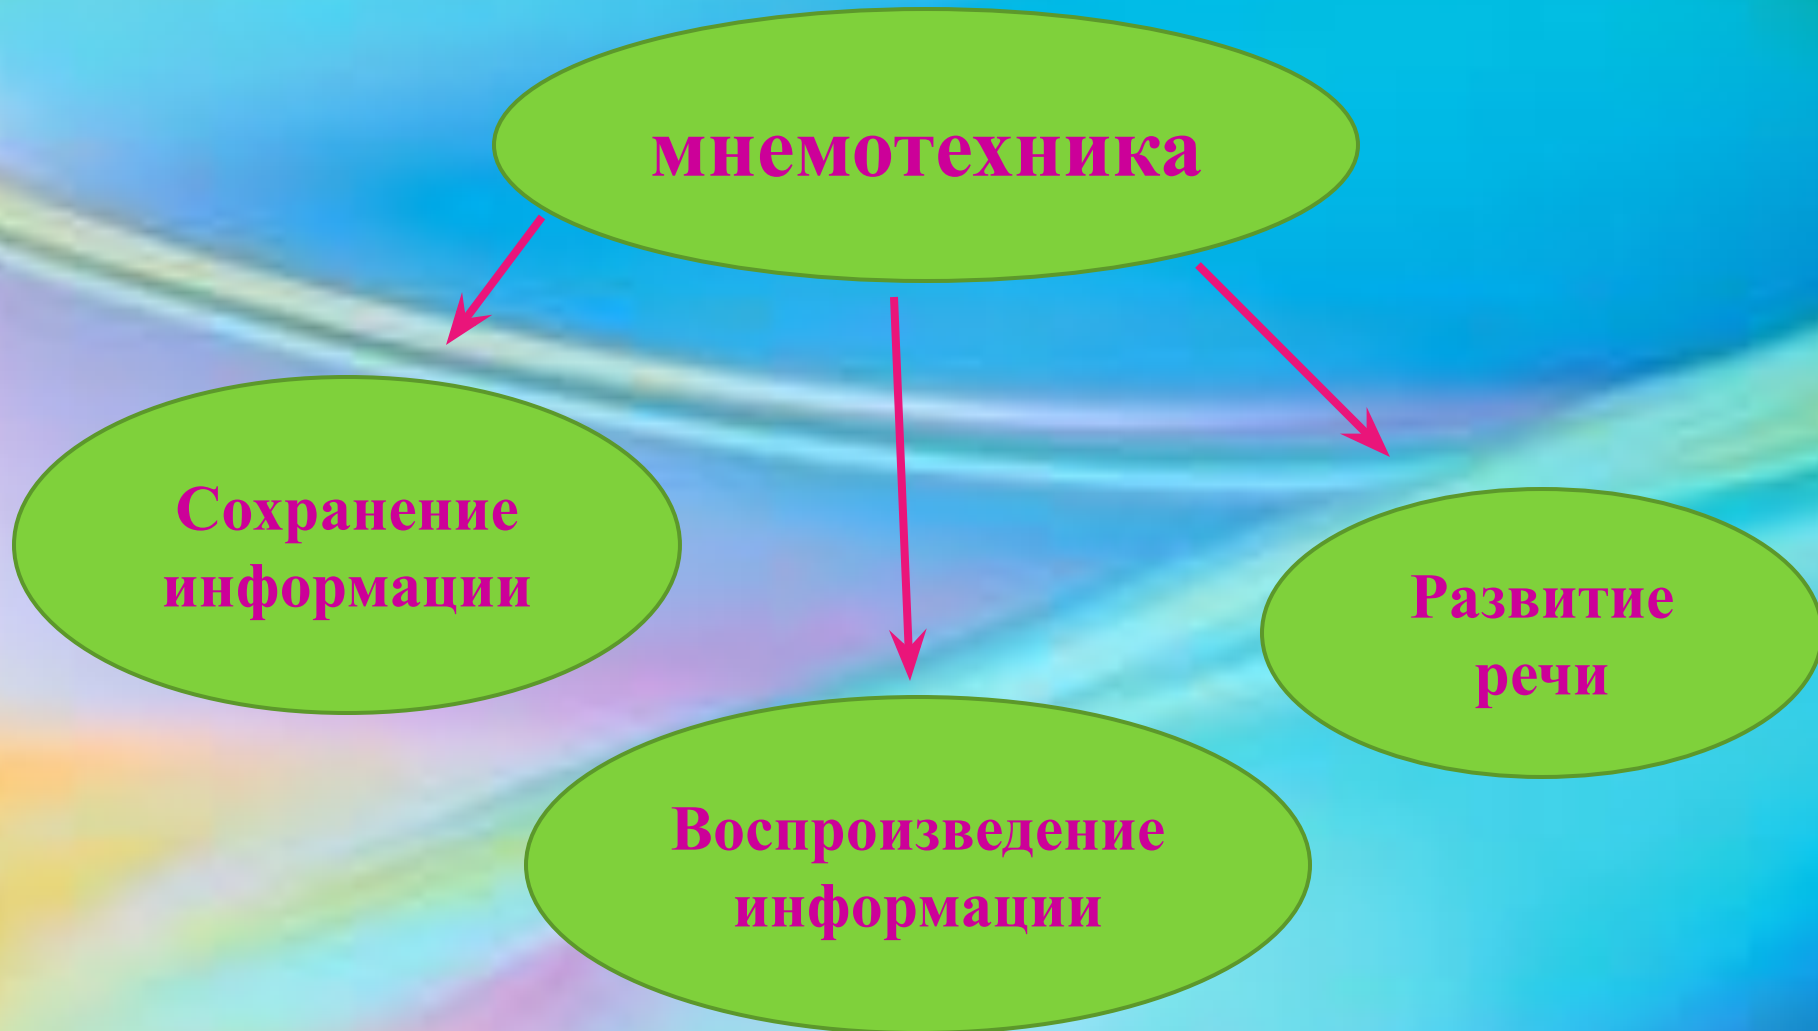 мнемотехника
Сохранение
информации
Воспроизведение
информации
Развитие
речи